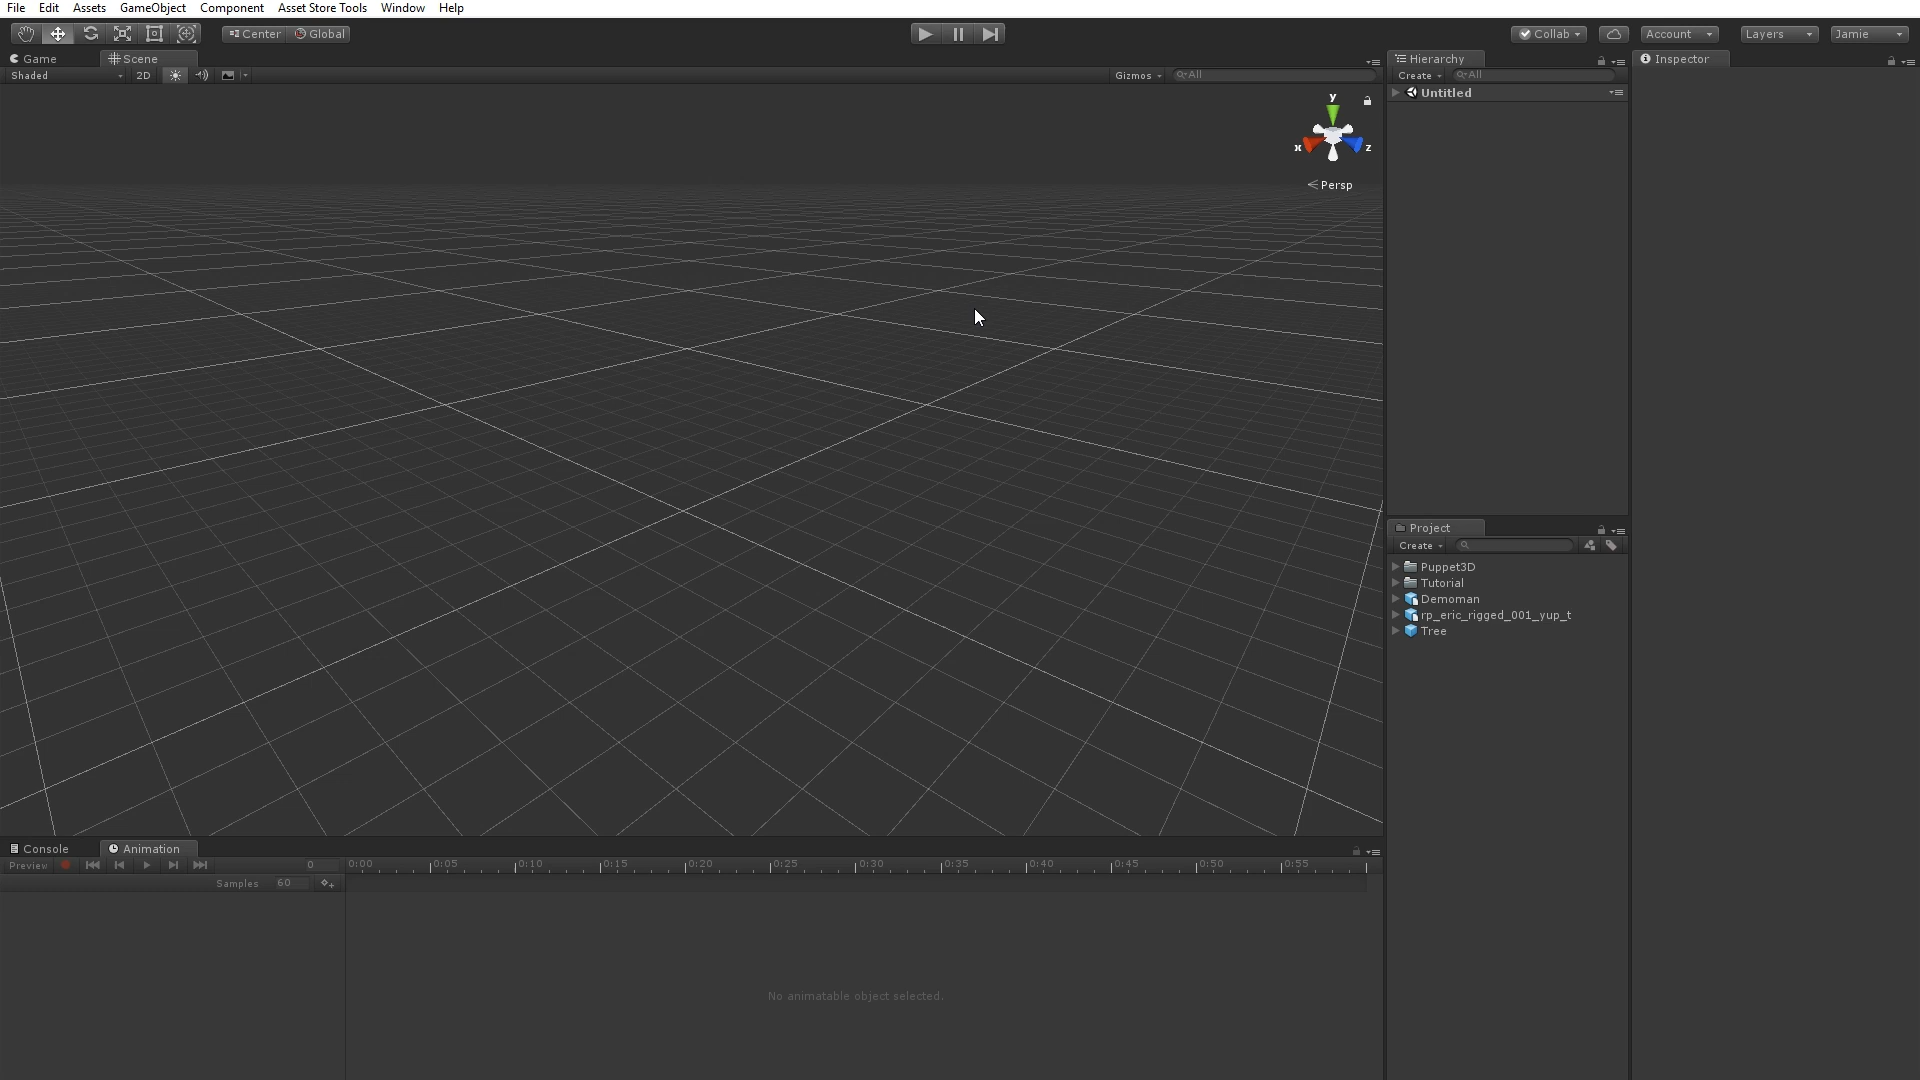 File Edit Assets GameObject Component Asset Store Tools Window Help
Center Global Collab Account Layers Jamie
Game Scene
Shaded 2D Gizmos All
y
x z
Persp
Hierarchy
Create All
Untitled
Inspector
Project
Create
Puppet3D
Tutorial
Demoman
rp_eric_rigged_001_yup_t
Tree
Console Animation
Preview 0 0:00 0:05 0:10 0:15 0:20 0:25 0:30 0:35 0:40 0:45 0:50 0:55
Samples 60
No animatable object selected.